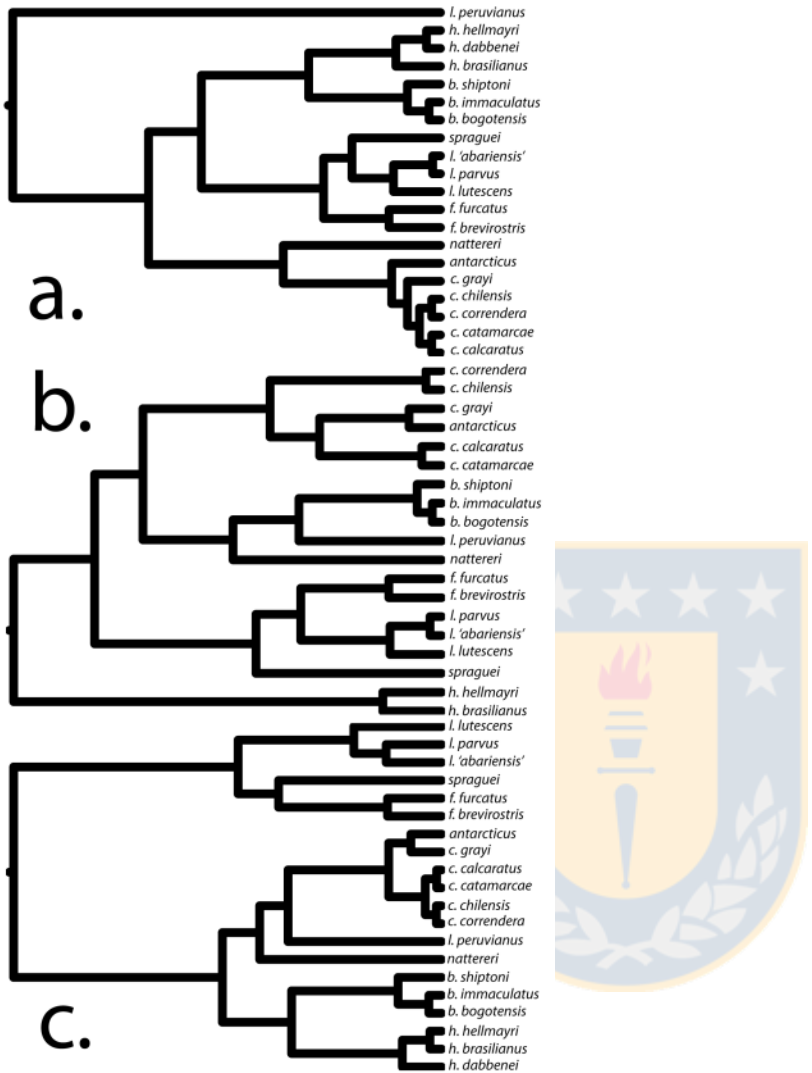 l. peruvianus
h. hellmayri
h. dabbenei
h. brasilianus
b. shiptoni
b. immaculatus
b. bogotensis
spraguei
l. 'abariensis'
l. parvus
l. lutescens
f. furcatus
f. brevirostris
nattereri
antarcticus
c. grayi
c. chilensis
c. correndera
c. catamarcae
c. calcaratus
a.
c. correndera
c. chilensis
c. grayi
antarcticus
c. calcaratus
c. catamarcae
b. shiptoni
b. immaculatus
b. bogotensis
l. peruvianus
nattereri
f. furcatus
f. brevirostris
l. parvus
l. 'abariensis'
l. lutescens
spraguei
h. hellmayri
h. brasilianus
b.
l. lutescens
l. parvus
l. 'abariensis'
spraguei
f. furcatus
f. brevirostris
antarcticus
c. grayi
c. calcaratus
c. catamarcae
c. chilensis
c. correndera
l. peruvianus
nattereri
b. shiptoni
b. immaculatus
b. bogotensis
h. hellmayri
h. brasilianus
h. dabbenei
c.